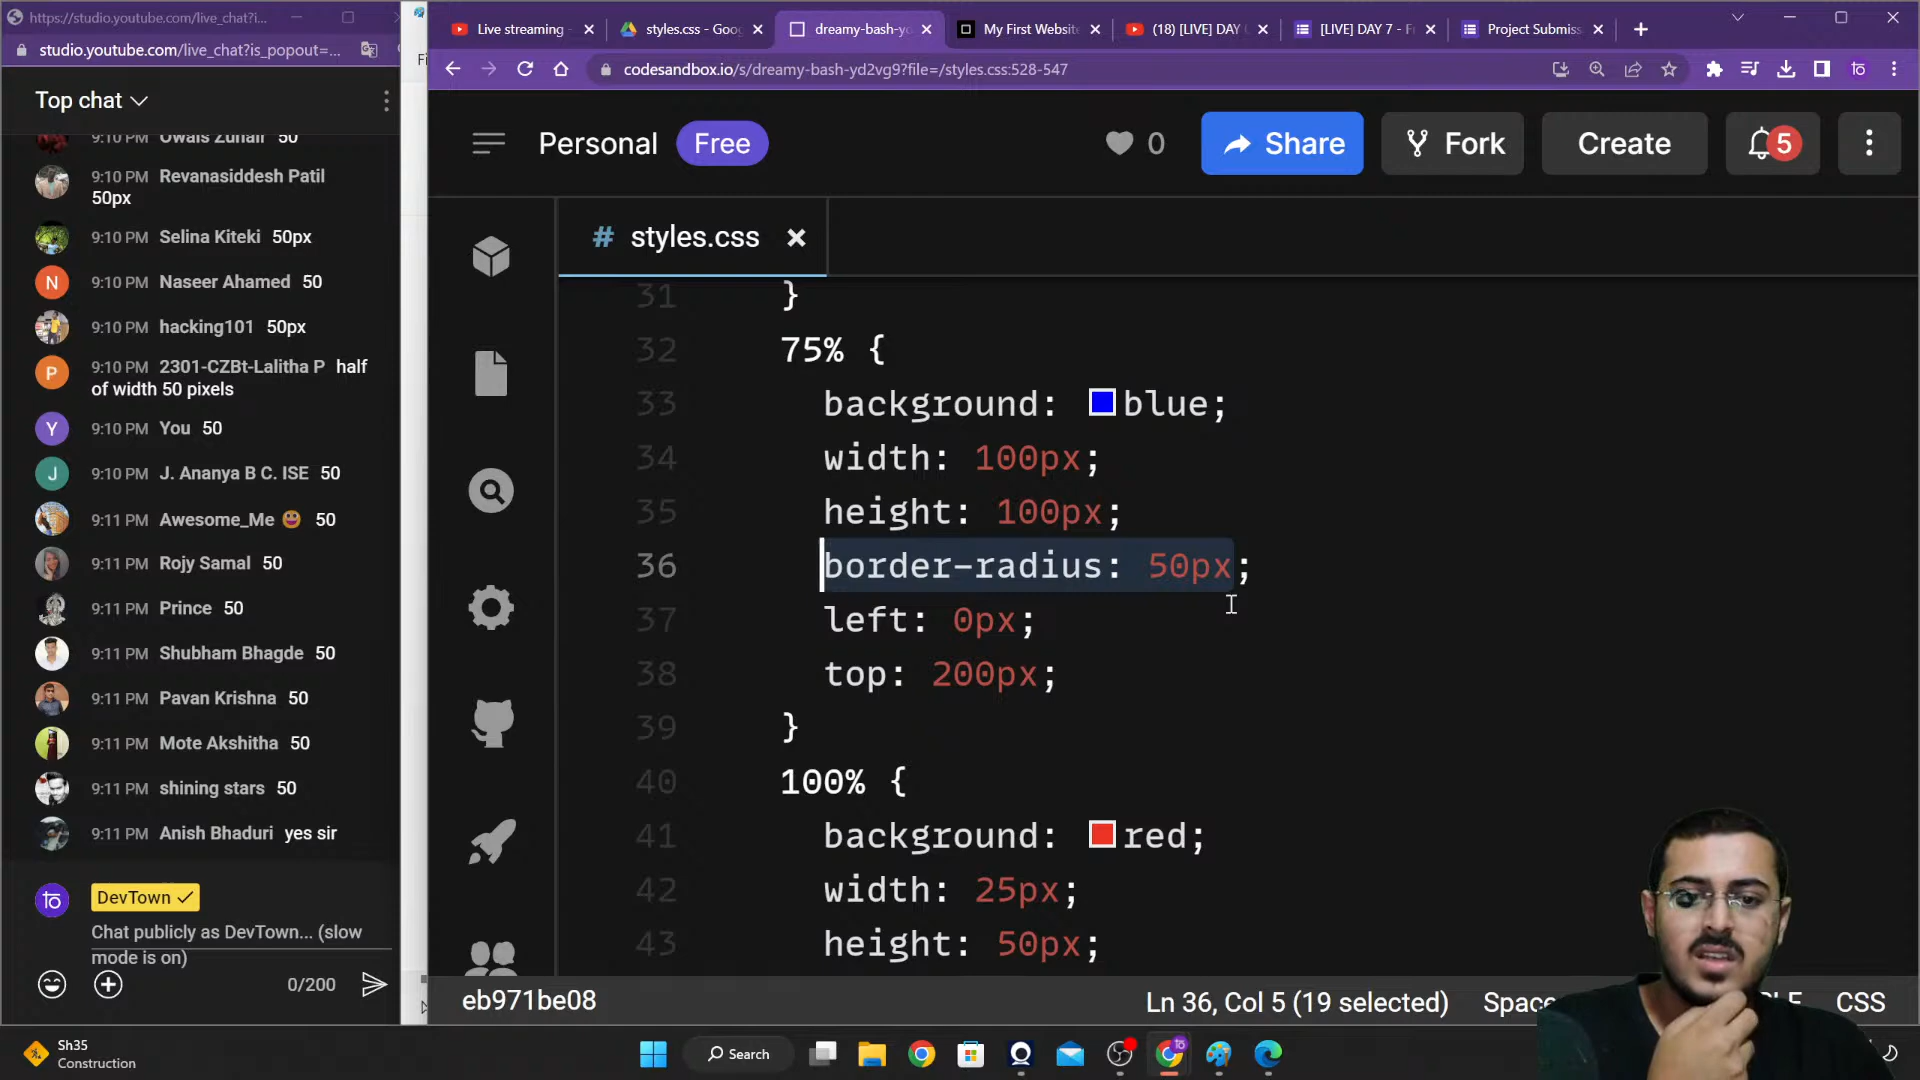 https://studio.youtube.com/live_chat?i...
studio.youtube.com/live_chat?is_popout=...
Top chat
Owais Zuhair 50
9:10 PM Revanasiddesh Patil
50px
9:10 PM Selina Kiteki 50px
N 9:10 PM Naseer Ahamed 50
9:10 PM hacking101 50px
P 9:10 PM 2301-CZBt-Lalitha P half
of width 50 pixels
Y 9:10 PM You 50
J 9:10 PM J. Ananya B C. ISE 50
9:11 PM Awesome_Me 50
9:11 PM Rojy Samal 50
9:11 PM Prince 50
9:11 PM Shubham Bhagde 50
9:11 PM Pavan Krishna 50
9:11 PM Mote Akshitha 50
9:11 PM shining stars 50
9:11 PM Anish Bhaduri yes sir
DevTown
Chat publicly as DevTown... (slow
mode is on)
0/200
Fi
Live streaming -
styles.css - Goog
dreamy-bash-y
My First Website
(18) [LIVE] DAY
[LIVE] DAY 7 - F
Project Submiss
codesandbox.io/s/dreamy-bash-yd2vg9?file=/styles.css:528-547
Personal Free
0
Share
Fork
Create
5
# styles.css
31 }
32 75% {
33 background: blue;
34 width: 100px;
35 height: 100px;
36 border-radius: 50px;
37 left: 0px;
38 top: 200px;
39 }
40 100% {
41 background: red;
42 width: 25px;
43 height: 50px;
eb971be08
Ln 36, Col 5 (19 selected)
Space
LF
CSS
Sh35
Construction
Search